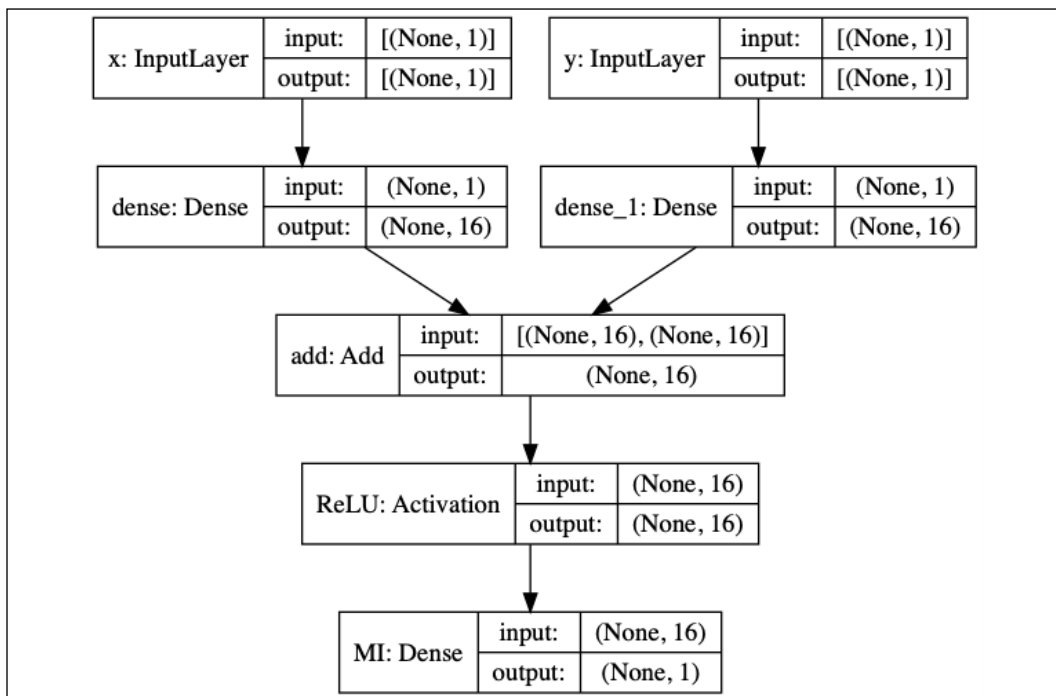 x: InputLayer
input: [(None, 1)]
output: [(None, 1)]
y: InputLayer
input: [(None, 1)]
output: [(None, 1)]
dense: Dense
input: (None, 1)
output: (None, 16)
dense_1: Dense
input: (None, 1)
output: (None, 16)
add: Add
input: [(None, 16), (None, 16)]
output: (None, 16)
ReLU: Activation
input: (None, 16)
output: (None, 16)
MI: Dense
input: (None, 16)
output: (None, 1)